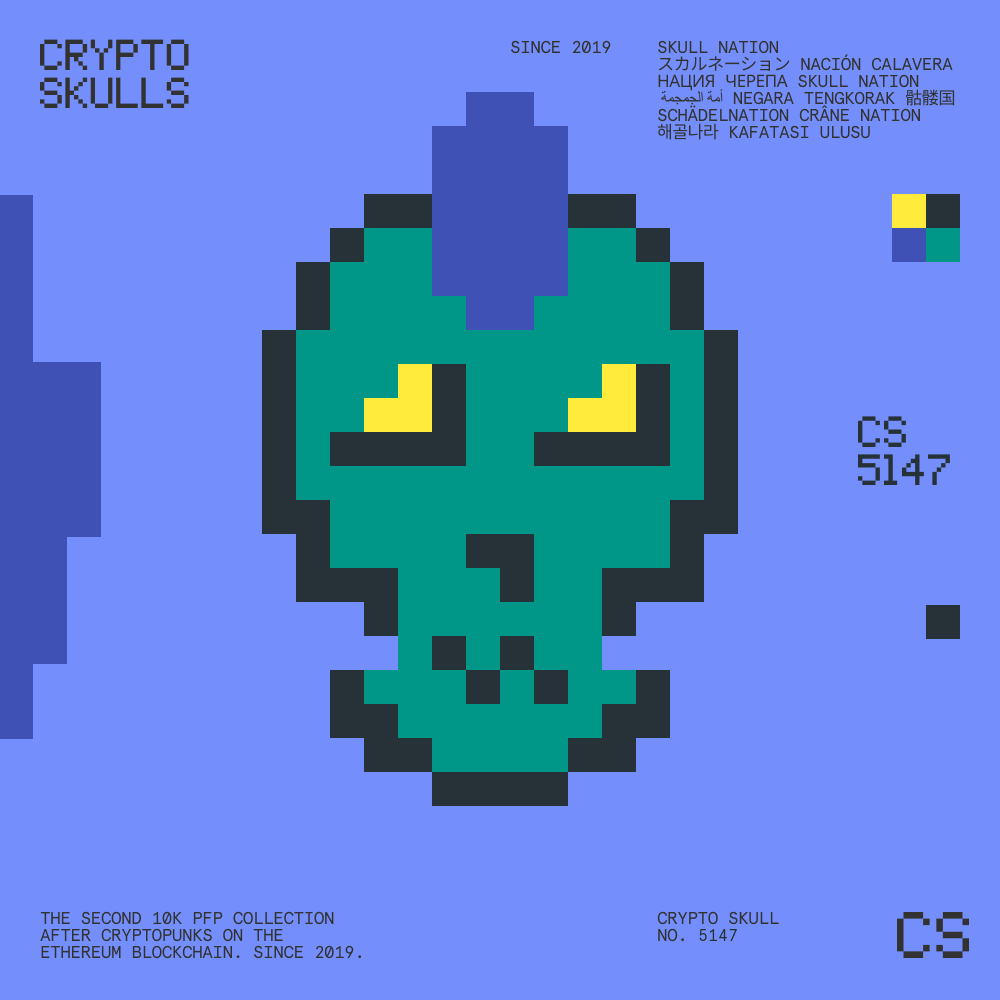 CRYPTO
SKULLS
SINCE 2019
SKULL NATION
スカルネーション NACIÓN CALAVERA
НАЦИЯ ЧЕРЕПА SKULL NATION
أمة الجمجمة NEGARA TENGKORAK 骷髅国
SCHÄDELNATION CRÂNE NATION
해골나라 KAFATASI ULUSU
CS
5147
THE SECOND 10K PFP COLLECTION
AFTER CRYPTOPUNKS ON THE
ETHEREUM BLOCKCHAIN. SINCE 2019.
CRYPTO SKULL
NO. 5147
CS